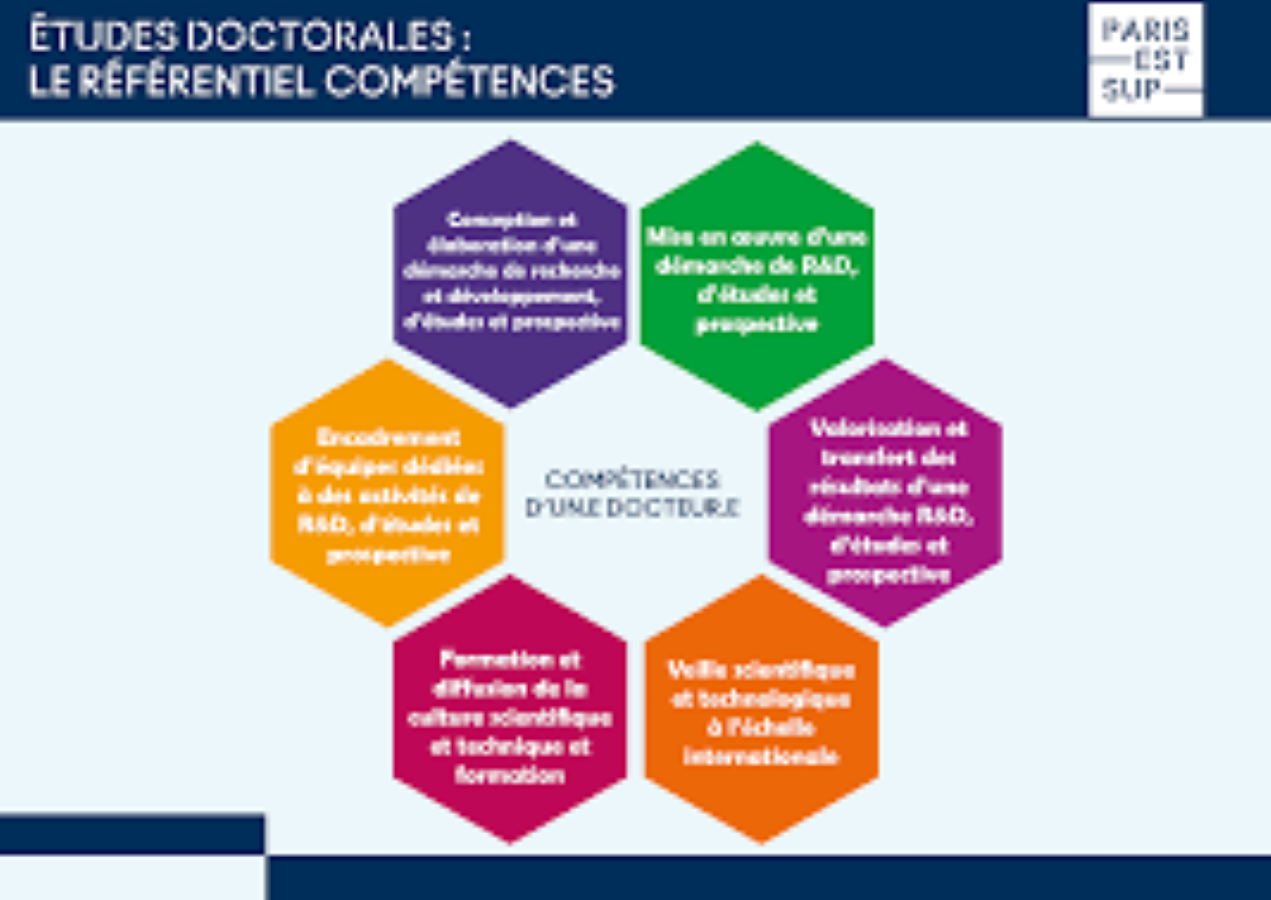 ÉTUDES DOCTORALES :
LE RÉFÉRENTIEL COMPÉTENCES
PARIS
EST
SUP
Conception et
élaboration d'une
démarche de recherche
et développement,
d'études et prospective
Mise en œuvre d'une
démarche de R&D,
d'études et
prospective
Valorisation et
transfert des
résultats d'une
démarche R&D,
d'études et
prospective
Veille scientifique
et technologique
à l'échelle
internationale
Formation et
diffusion de la
culture scientifique
et technique et
formation
Encadrement
d'équipes dédiées
à des activités de
R&D, d'études et
prospective
COMPÉTENCES
D'UN.E DOCTEUR.E